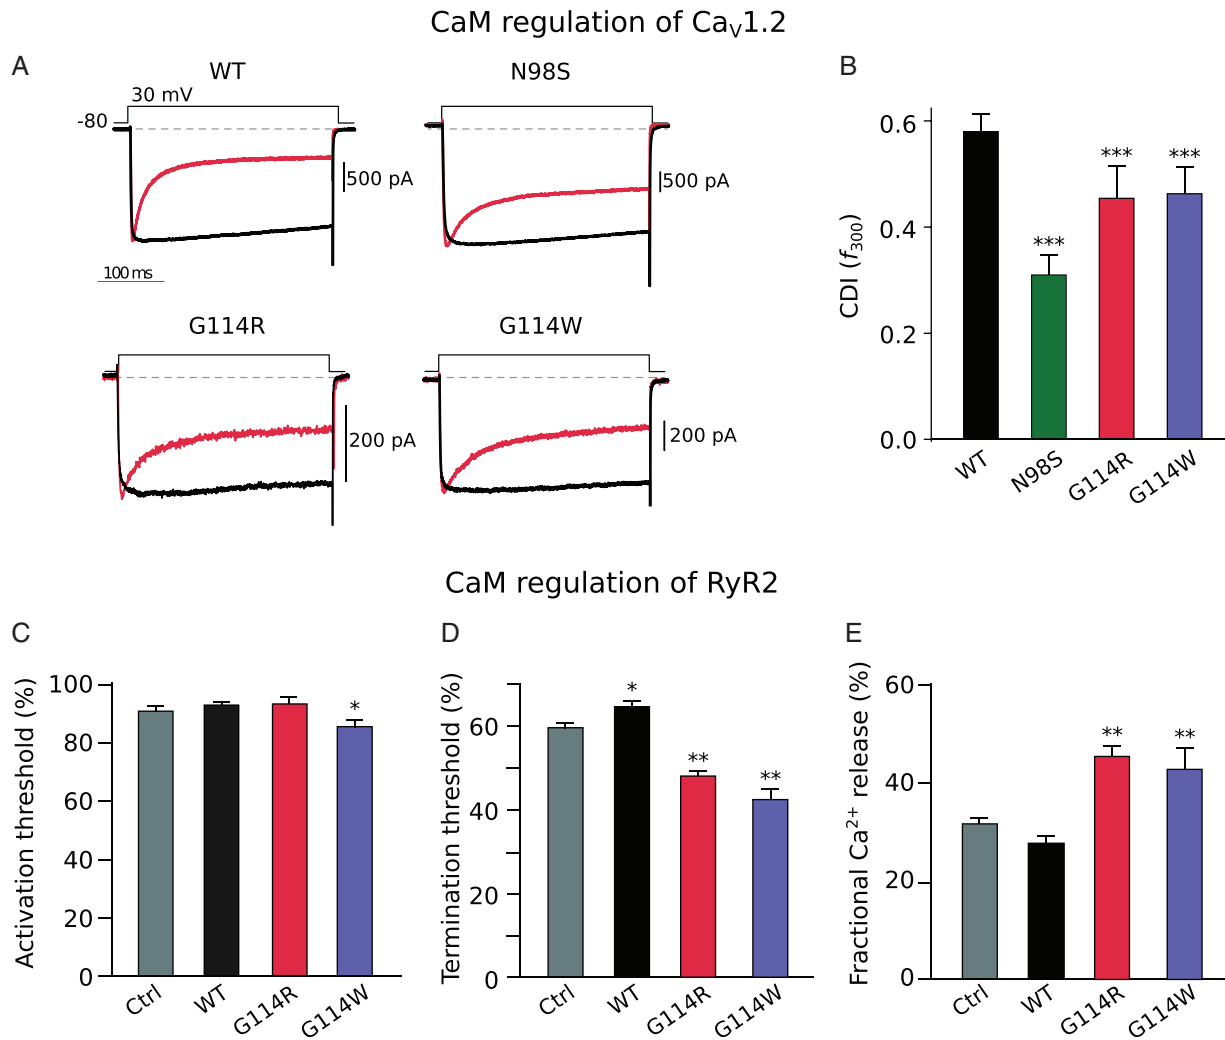 CaM regulation of CaV1.2
A
B
WT
N98S
30 mV
-80
500 pA
500 pA
100 ms
G114R
G114W
200 pA
200 pA
CDI (f300)
0.6
0.4
0.2
0.0
***
***
***
WT
N98S
G114R
G114W
CaM regulation of RyR2
C
D
E
Activation threshold (%)
100
80
60
40
20
0
*
Ctrl
WT
G114R
G114W
Termination threshold (%)
60
40
20
0
*
**
**
Ctrl
WT
G114R
G114W
Fractional Ca2+ release (%)
60
40
20
0
**
**
Ctrl
WT
G114R
G114W